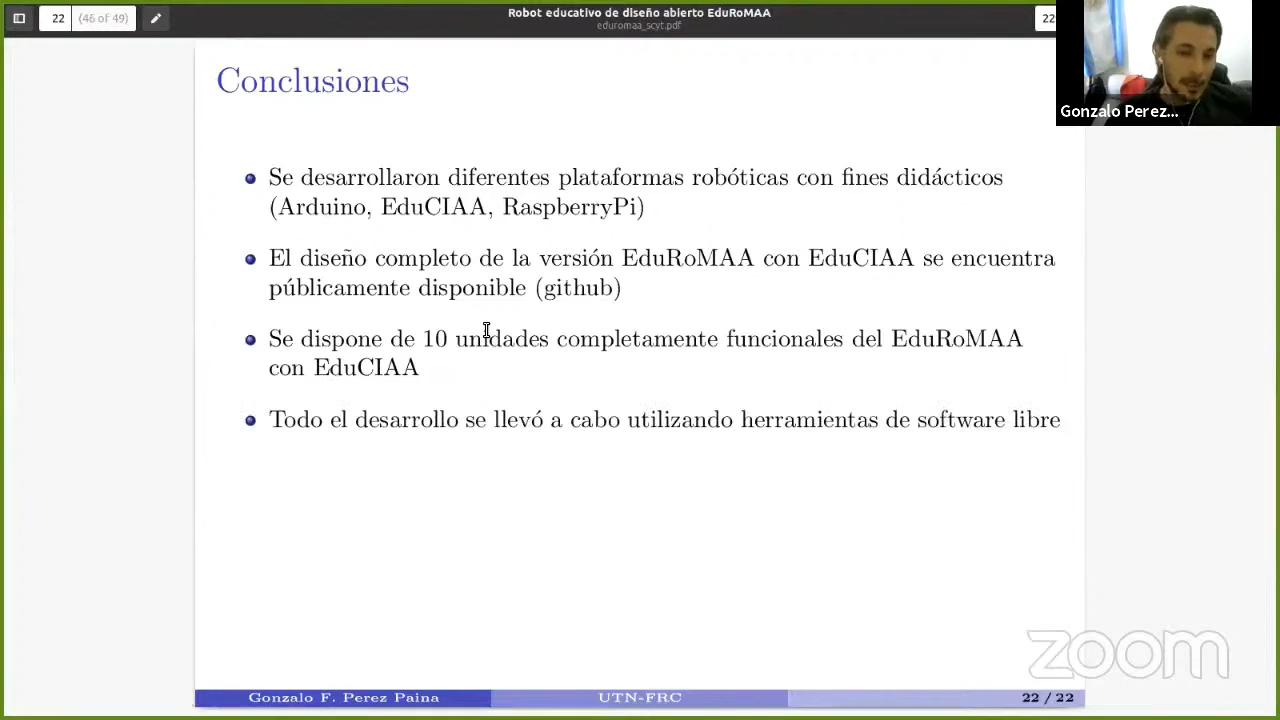 Robot educativo de diseño abierto EduRoMAA
eduromaa_scyt.pdf
22 (46 of 49)
22
Gonzalo Perez...
Conclusiones
Se desarrollaron diferentes plataformas robóticas con fines didácticos
(Arduino, EduCIAA, RaspberryPi)
El diseño completo de la versión EduRoMAA con EduCIAA se encuentra
públicamente disponible (github)
Se dispone de 10 unidades completamente funcionales del EduRoMAA
con EduCIAA
Todo el desarrollo se llevó a cabo utilizando herramientas de software libre
zoom
Gonzalo F. Perez Paina UTN-FRC 22 / 22